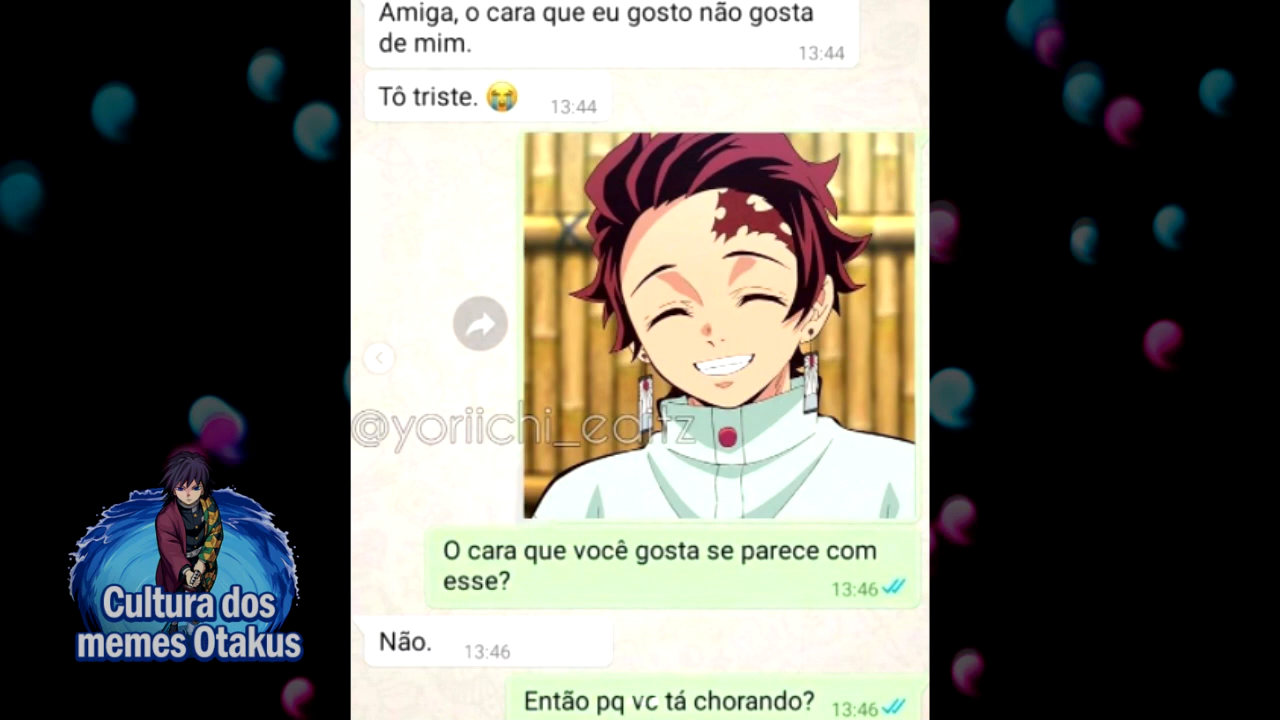 Amiga, o cara que eu gosto não gosta
de mim.
13:44
Tô triste. 😭
13:44
@yoriichi_editz
O cara que você gosta se parece com
esse?
13:46
Não.
13:46
Então pq vc tá chorando?
13:46
Cultura dos
memes Otakus